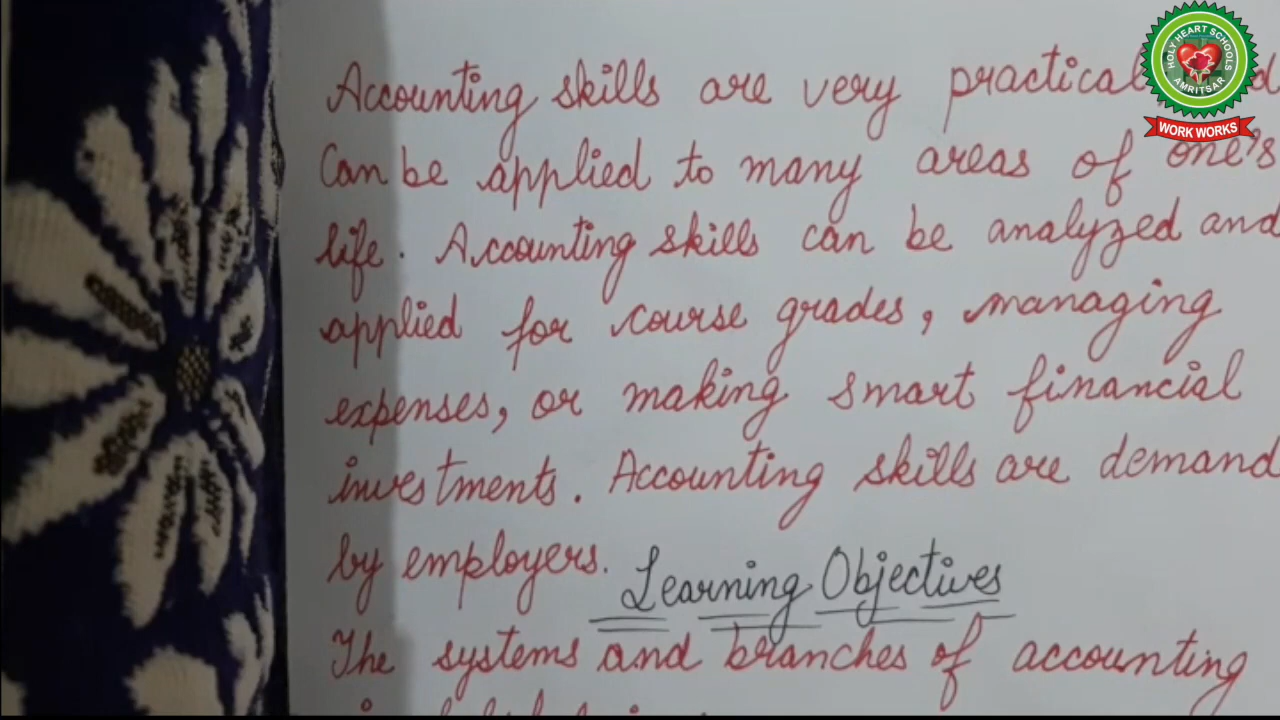 Accounting skills are very practical
can be applied to many areas of one's
life. Accounting skills can be analyzed and
applied for course grades, managing
expenses, or making smart financial
investments. Accounting skills are demand
by employers.
Learning Objectives
The systems and branches of accounting
HOLY HEART SCHOOLS
AMRITSAR
WORK WORKS